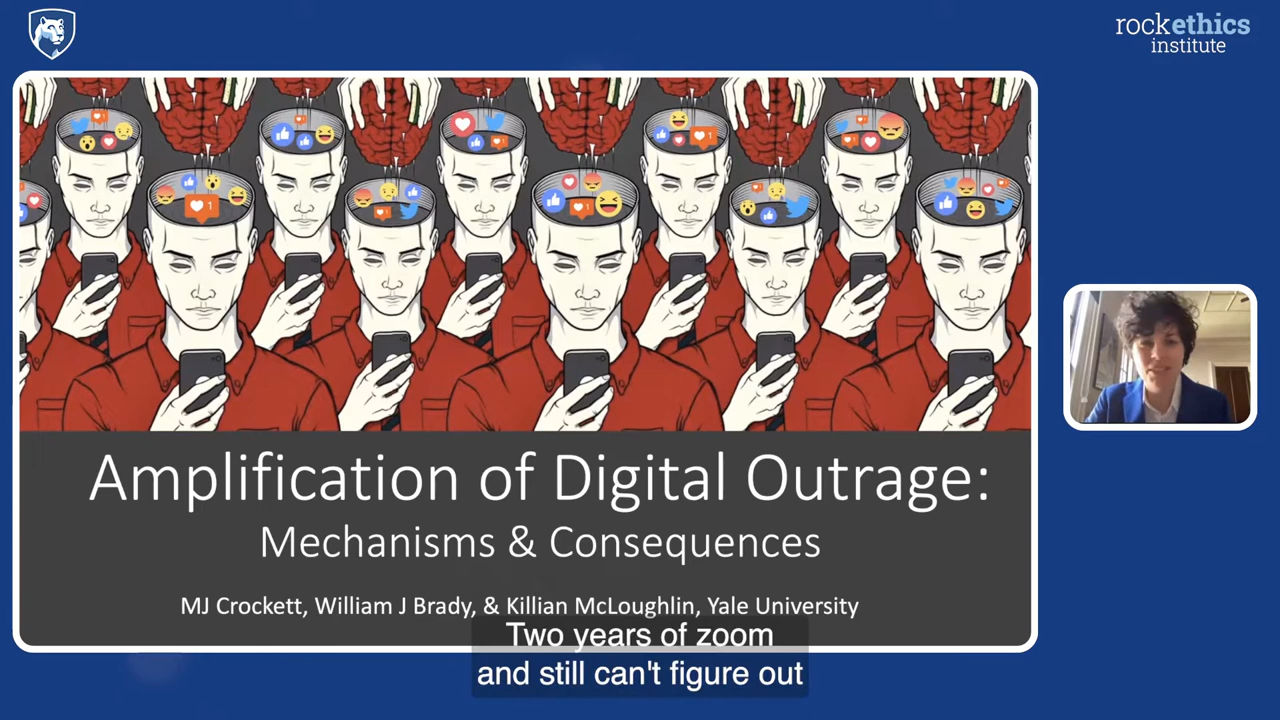 rockethics
institute
Amplification of Digital Outrage:
Mechanisms & Consequences
MJ Crockett, William J Brady, & Killian McLoughlin, Yale University
Two years of zoom
and still can't figure out